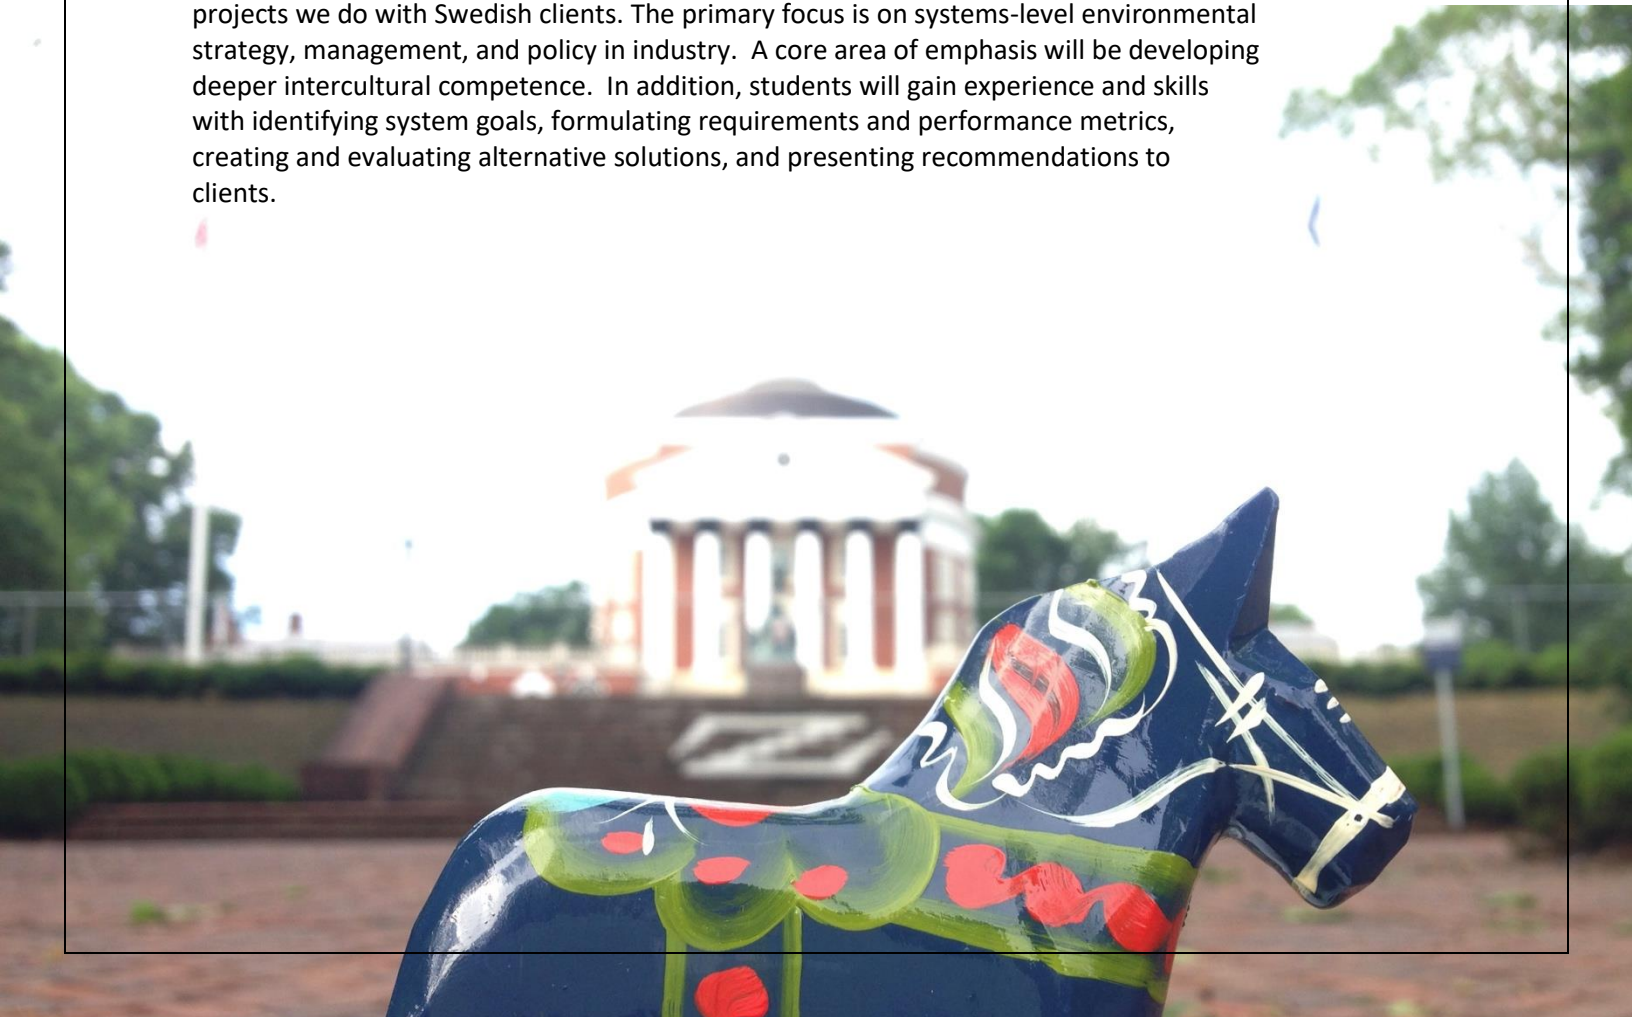 projects we do with Swedish clients. The primary focus is on systems-level environmental
strategy, management, and policy in industry.  A core area of emphasis will be developing
deeper intercultural competence.  In addition, students will gain experience and skills
with identifying system goals, formulating requirements and performance metrics,
creating and evaluating alternative solutions, and presenting recommendations to
clients.